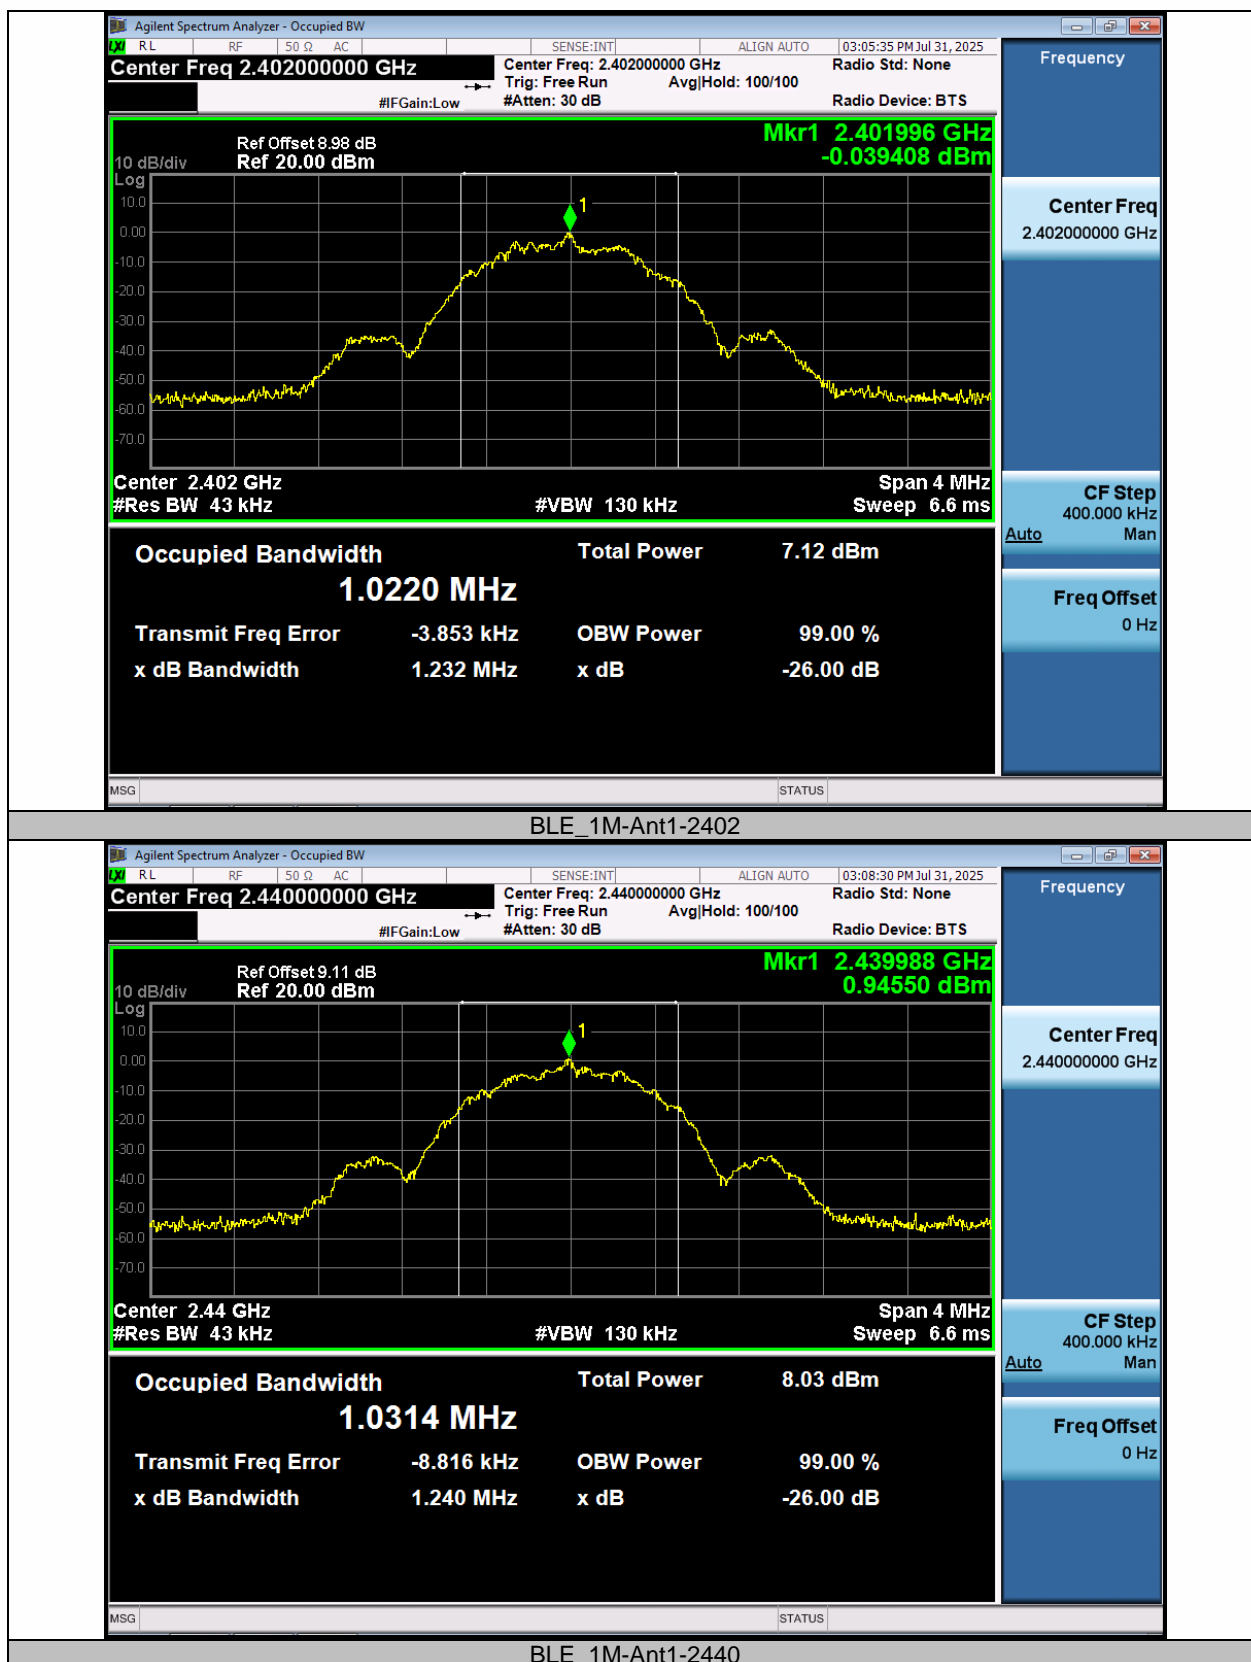 Agilent Spectrum Analyzer - Occupied BW
LXI RL RF 50 Ω AC SENSE:INT ALIGN AUTO 03:05:35 PM Jul 31, 2025
Center Freq 2.402000000 GHz
Center Freq: 2.402000000 GHz Radio Std: None
Trig: Free Run Avg|Hold: 100/100
#IFGain:Low #Atten: 30 dB Radio Device: BTS
Frequency
Mkr1 2.401996 GHz
-0.039408 dBm
Ref Offset 8.98 dB
10 dB/div Ref 20.00 dBm
Log
10.0
0.00
-10.0
-20.0
-30.0
-40.0
-50.0
-60.0
-70.0
1
Center 2.402 GHz Span 4 MHz
#Res BW 43 kHz #VBW 130 kHz Sweep 6.6 ms
Center Freq
2.402000000 GHz
CF Step
400.000 kHz
Auto Man
Freq Offset
0 Hz
Occupied Bandwidth Total Power 7.12 dBm
1.0220 MHz
Transmit Freq Error -3.853 kHz OBW Power 99.00 %
x dB Bandwidth 1.232 MHz x dB -26.00 dB
MSG STATUS
BLE_1M-Ant1-2402
Agilent Spectrum Analyzer - Occupied BW
LXI RL RF 50 Ω AC SENSE:INT ALIGN AUTO 03:08:30 PM Jul 31, 2025
Center Freq 2.440000000 GHz
Center Freq: 2.440000000 GHz Radio Std: None
Trig: Free Run Avg|Hold: 100/100
#IFGain:Low #Atten: 30 dB Radio Device: BTS
Frequency
Mkr1 2.439988 GHz
0.94550 dBm
Ref Offset 9.11 dB
10 dB/div Ref 20.00 dBm
Log
10.0
0.00
-10.0
-20.0
-30.0
-40.0
-50.0
-60.0
-70.0
1
Center 2.44 GHz Span 4 MHz
#Res BW 43 kHz #VBW 130 kHz Sweep 6.6 ms
Center Freq
2.440000000 GHz
CF Step
400.000 kHz
Auto Man
Freq Offset
0 Hz
Occupied Bandwidth Total Power 8.03 dBm
1.0314 MHz
Transmit Freq Error -8.816 kHz OBW Power 99.00 %
x dB Bandwidth 1.240 MHz x dB -26.00 dB
MSG STATUS
BLE_1M-Ant1-2440